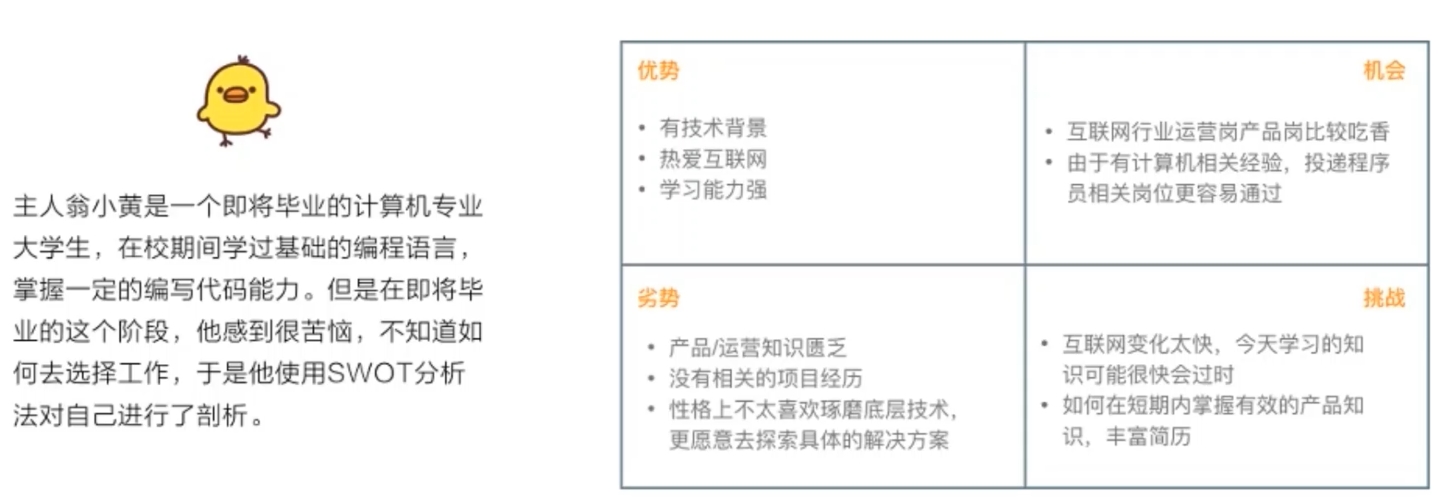 主人翁小黄是一个即将毕业的计算机专业
大学生，在校期间学过基础的编程语言，
掌握一定的编写代码能力。但是在即将毕
业的这个阶段，他感到很苦恼，不知道如
何去选择工作，于是他使用SWOT分析
法对自己进行了剖析。
优势
• 有技术背景
• 热爱互联网
• 学习能力强
机会
• 互联网行业运营岗产品岗比较吃香
• 由于有计算机相关经验，投递程序
员相关岗位更容易通过
劣势
• 产品/运营知识匮乏
• 没有相关的项目经历
• 性格上不太喜欢琢磨底层技术，
更愿意去探索具体的解决方案
挑战
• 互联网变化太快，今天学习的知
识可能很快会过时
• 如何在短期内掌握有效的产品知
识，丰富简历